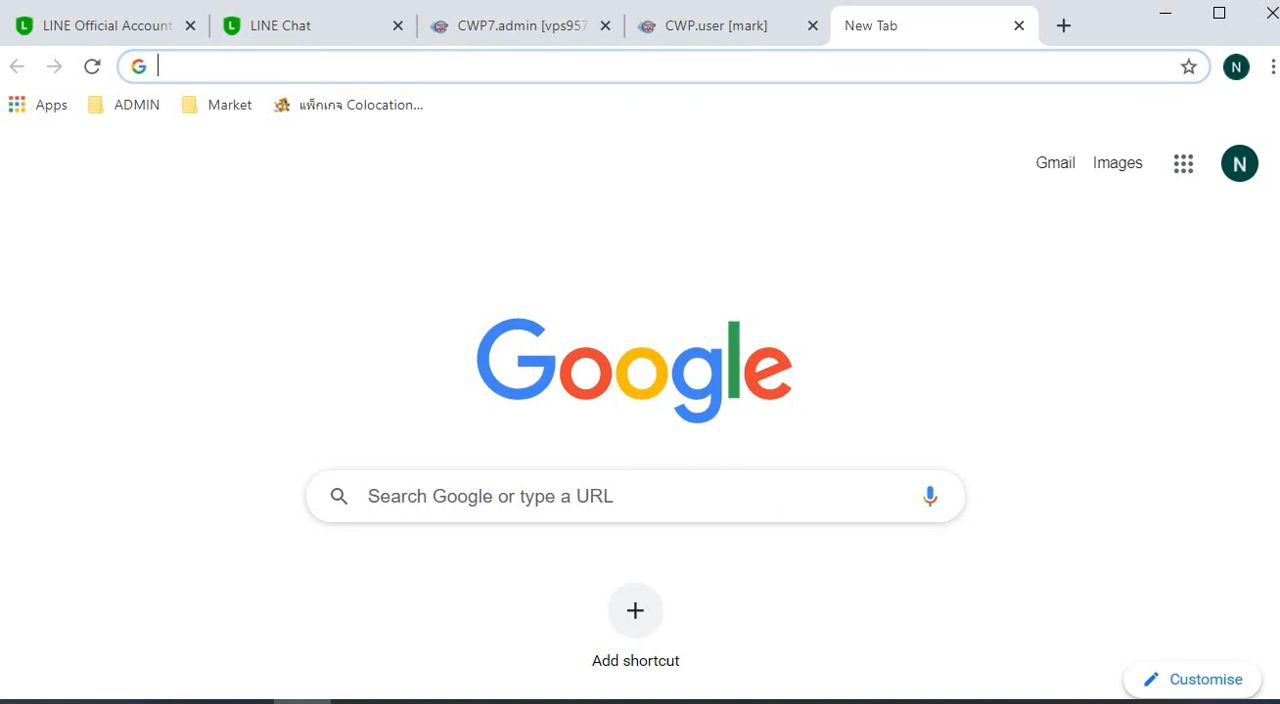 LINE Official Account
LINE Chat
CWP7.admin [vps957
CWP.user [mark]
New Tab
N
Apps
ADMIN
Market
แพ็กเกจ Colocation...
Gmail
Images
N
Google
Search Google or type a URL
Add shortcut
Customise